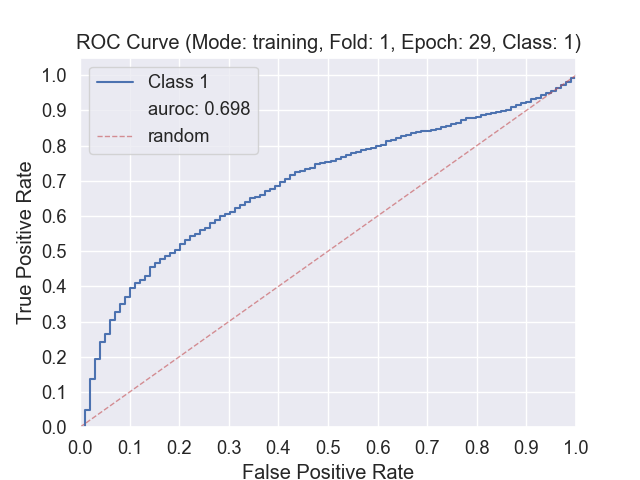 ROC Curve (Mode: training, Fold: 1, Epoch: 29, Class: 1)
Class 1
auroc: 0.698
random
True Positive Rate
1.0
0.9
0.8
0.7
0.6
0.5
0.4
0.3
0.2
0.1
0.0
0.0 0.1 0.2 0.3 0.4 0.5 0.6 0.7 0.8 0.9 1.0
False Positive Rate